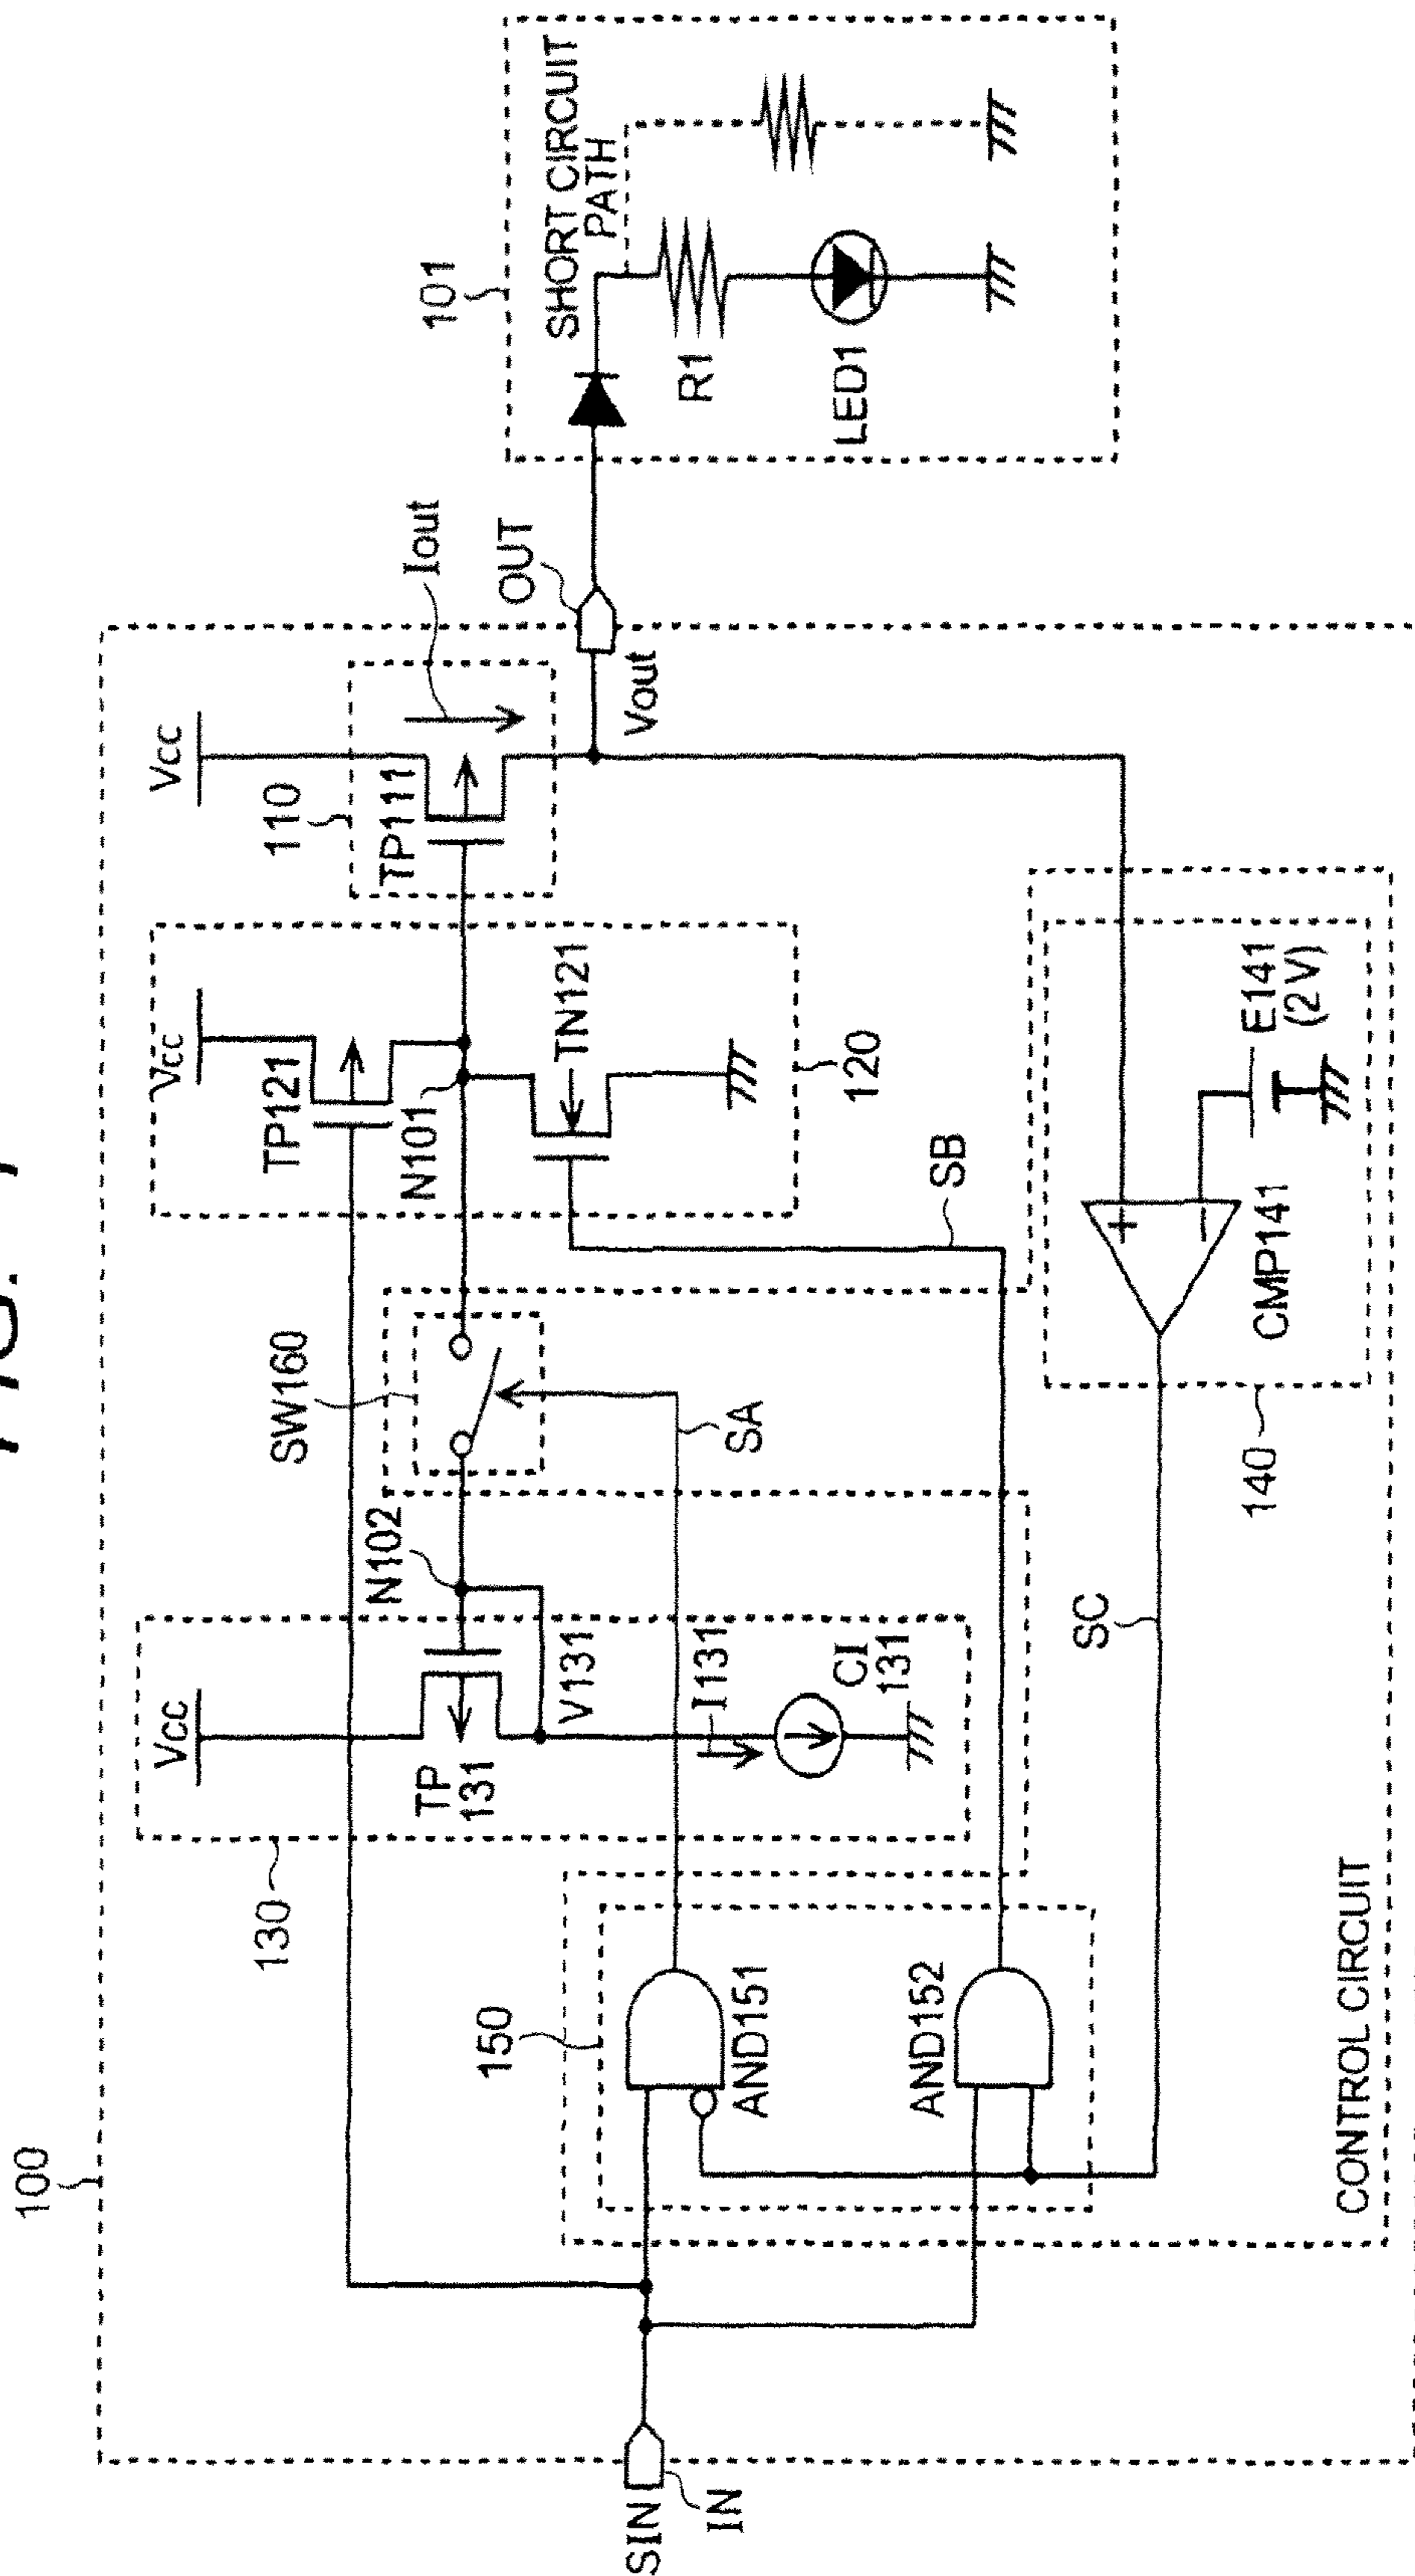 FIG. 1
100
SIN
IN
130
Vcc
TP
131
V131
I131
CI
131
N102
150
AND151
AND152
SW160
SA
SB
SC
Vcc
TP121
N101
TN121
120
Vcc
110
TP111
Iout
Vout
OUT
140
CMP141
E141
(2 V)
CONTROL CIRCUIT
101
SHORT CIRCUIT
PATH
R1
LED1